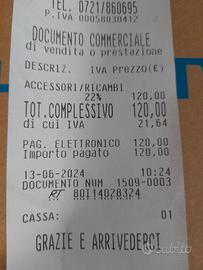 TEL. 0721/860695
P.IVA 00058030412
DOCUMENTO COMMERCIALE
di vendita o prestazione
DESCRIZ. IVA Prezzo(€)
ACCESSORI/RICAMBI
22% 120,00
TOT.COMPLESSIVO 120,00
di cui IVA 21,64
PAG. ELETTRONICO 120,00
Importo pagato 120,00
13-06-2024 10:24
DOCUMENTO NUM 1509-0003
RT 80I14028324
CASSA: 01
GRAZIE E ARRIVEDERCI
subito